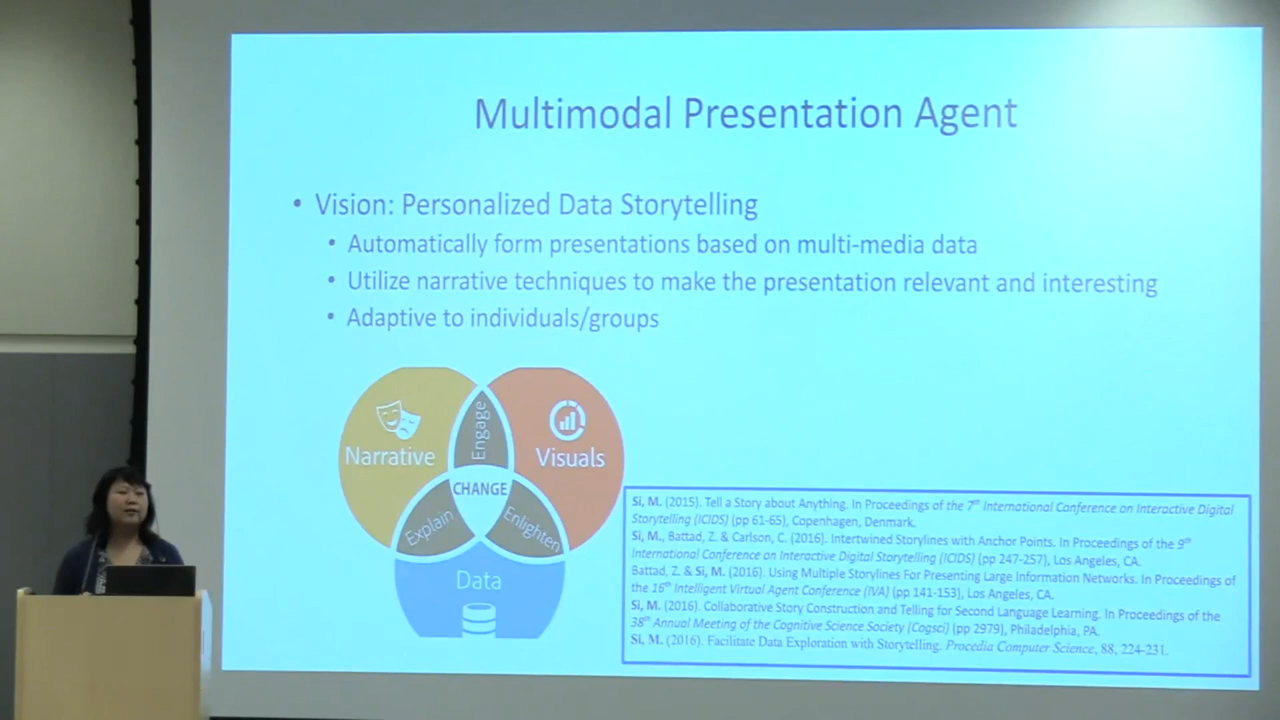 Multimodal Presentation Agent
• Vision: Personalized Data Storytelling
• Automatically form presentations based on multi-media data
• Utilize narrative techniques to make the presentation relevant and interesting
• Adaptive to individuals/groups
Narrative
Engage
Visuals
CHANGE
Explain
Enlighten
Data
Si, M. (2015). Tell a Story about Anything. In Proceedings of the 7th International Conference on Interactive Digital
Storytelling (ICIDS) (pp 61-65), Copenhagen, Denmark.
Si, M., Battad, Z. & Carlson, C. (2016). Intertwined Storylines with Anchor Points. In Proceedings of the 9th
International Conference on Interactive Digital Storytelling (ICIDS) (pp 247-257), Los Angeles, CA.
Battad, Z. & Si, M. (2016). Using Multiple Storylines For Presenting Large Information Networks. In Proceedings of
the 16th Intelligent Virtual Agent Conference (IVA) (pp 141-153), Los Angeles, CA.
Si, M. (2016). Collaborative Story Construction and Telling for Second Language Learning. In Proceedings of the
38th Annual Meeting of the Cognitive Science Society (Cogsci) (pp 2979), Philadelphia, PA.
Si, M. (2016). Facilitate Data Exploration with Storytelling. Procedia Computer Science, 88, 224-231.